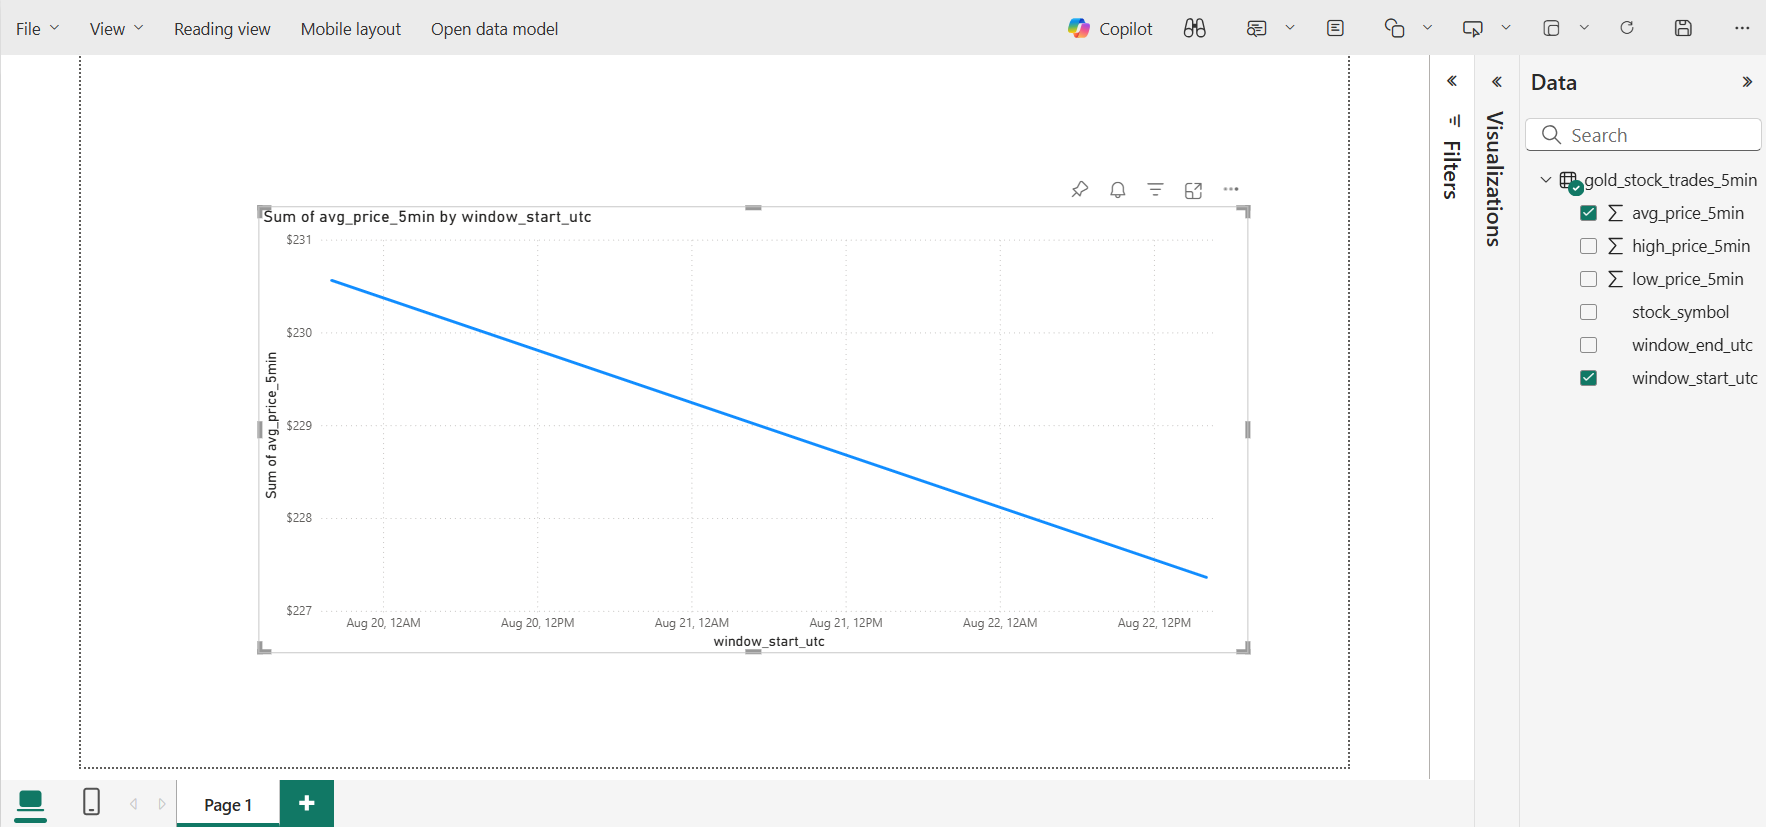 File View Reading view Mobile layout Open data model Copilot
Filters
Visualizations
Data
Search
gold_stock_trades_5min
avg_price_5min
high_price_5min
low_price_5min
stock_symbol
window_end_utc
window_start_utc
Sum of avg_price_5min by window_start_utc
Sum of avg_price_5min
$231
$230
$229
$228
$227
Aug 20, 12AM Aug 20, 12PM Aug 21, 12AM Aug 21, 12PM Aug 22, 12AM Aug 22, 12PM
window_start_utc
Page 1